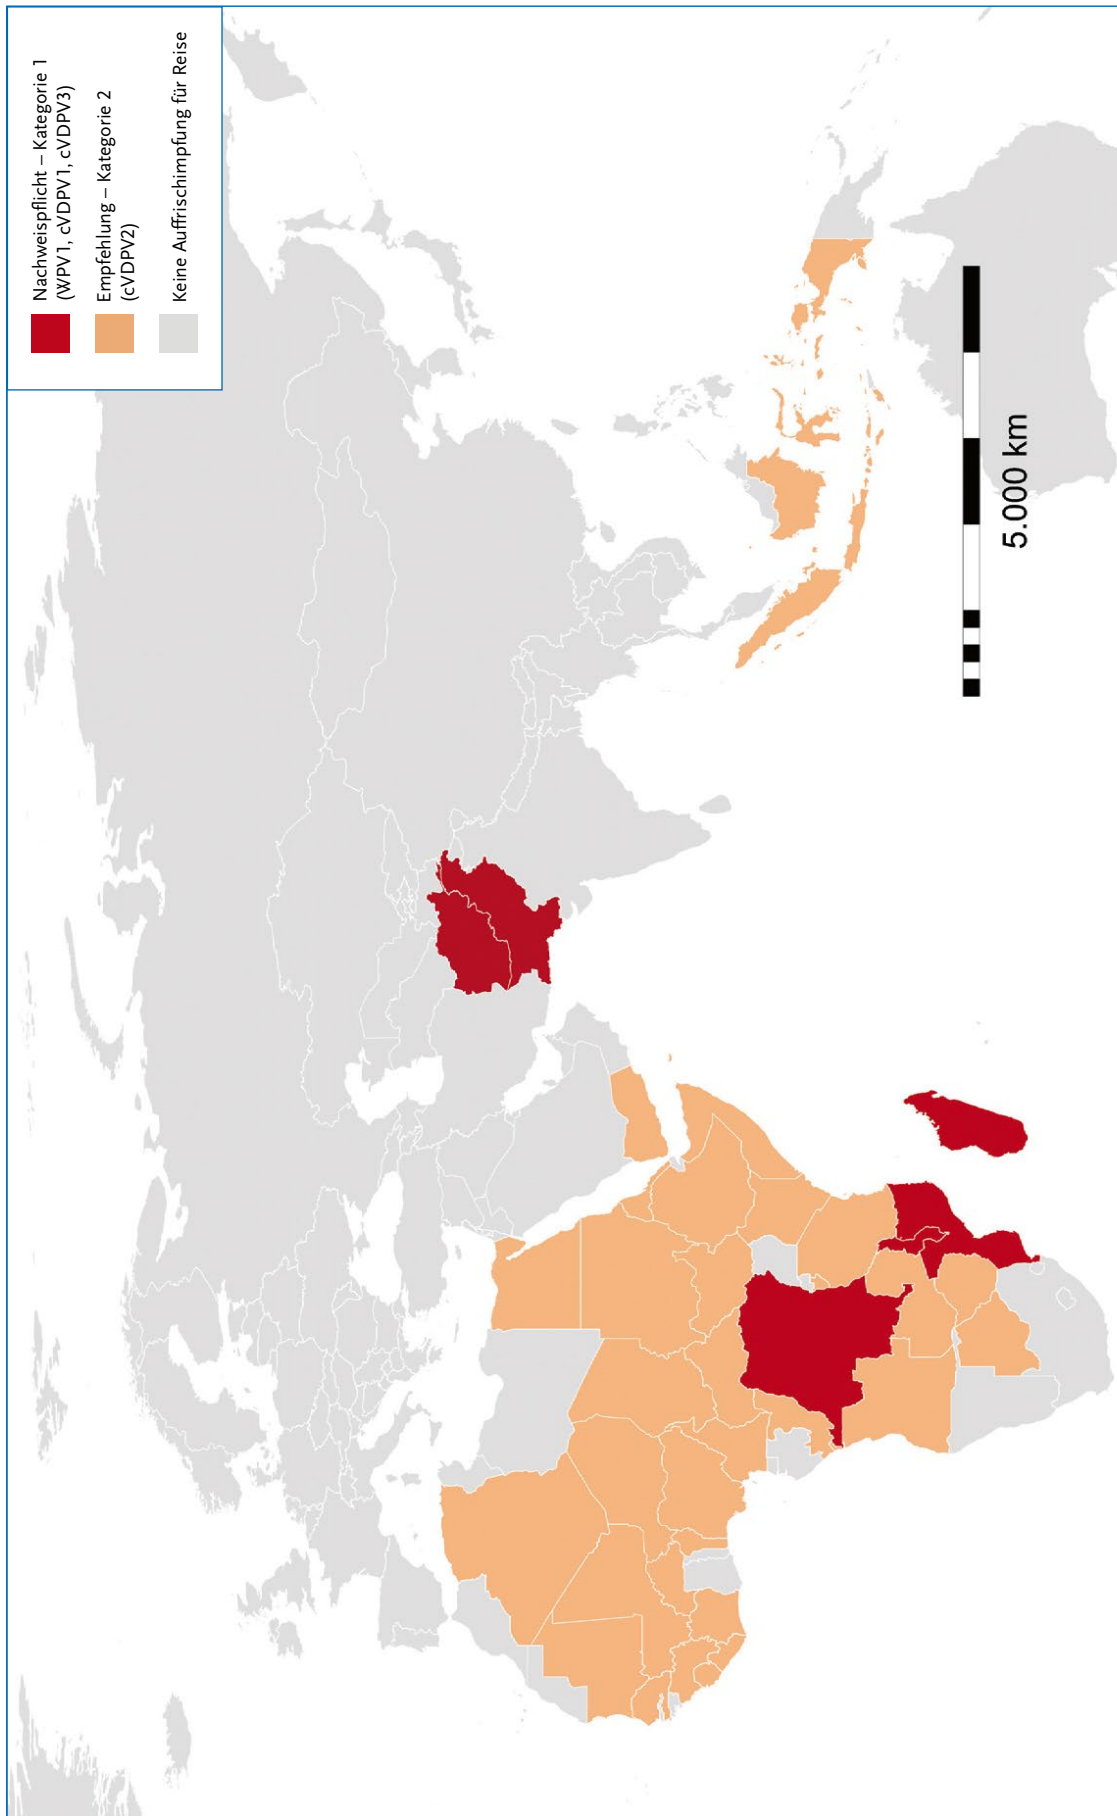 Nachweispflicht – Kategorie 1
(WPV1, cVDPV1, cVDPV3)
Empfehlung – Kategorie 2
(cVDPV2)
Keine Auffrischimpfung für Reise
5.000 km